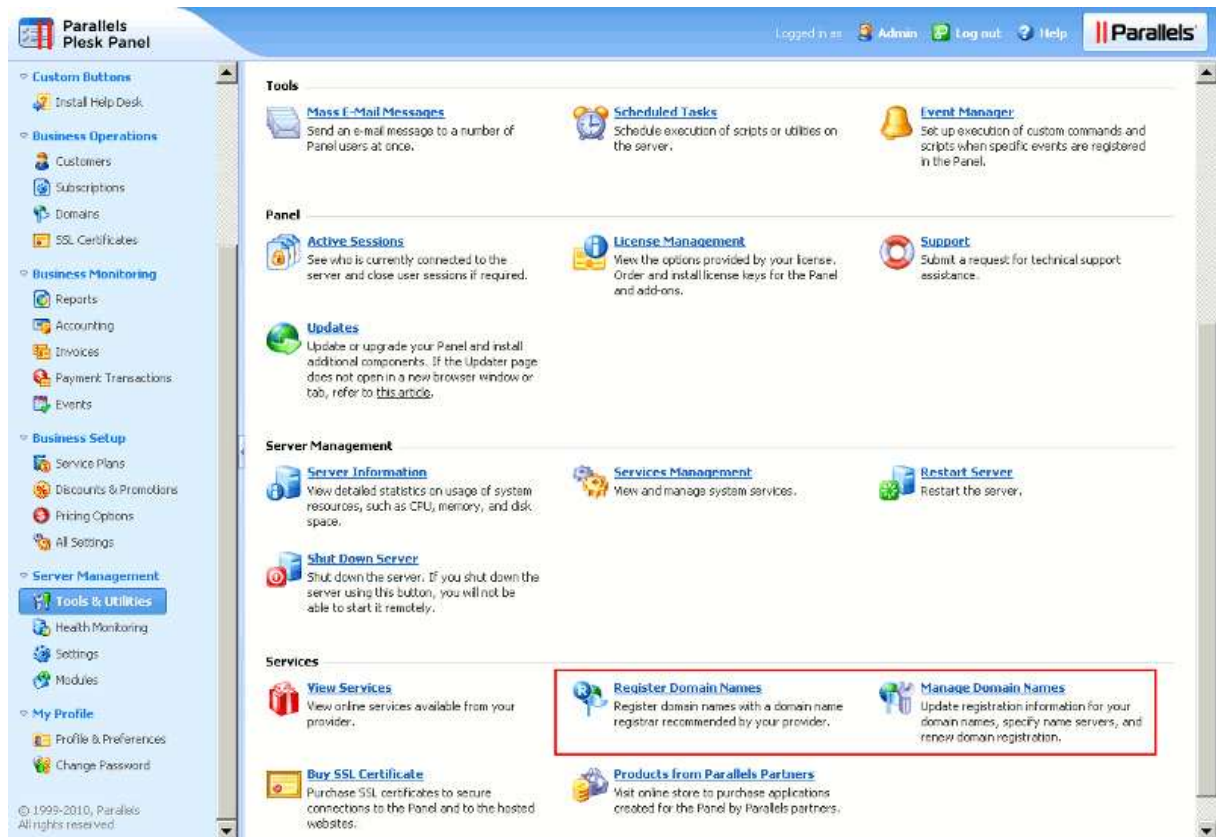 Parallels
Plesk Panel
Logged in as
Admin
Log out
Help
Parallels
Custom Buttons
Install Help Desk
Business Operations
Customers
Subscriptions
Domains
SSL Certificates
Business Monitoring
Reports
Accounting
Invoices
Payment Transactions
Events
Business Setup
Service Plans
Discounts & Promotions
Pricing Options
All Settings
Server Management
Tools & Utilities
Health Monitoring
Settings
Modules
My Profile
Profile & Preferences
Change Password
© 1999-2010, Parallels
All rights reserved
Tools
Mass E-Mail Messages
Send an e-mail message to a number of
Panel users at once.
Scheduled Tasks
Schedule execution of scripts or utilities on
the server.
Event Manager
Set up execution of custom commands and
scripts when specific events are registered
in the Panel.
Panel
Active Sessions
See who is currently connected to the
server and close user sessions if required.
License Management
View the options provided by your license.
Order and install license keys for the Panel
and add-ons.
Support
Submit a request for technical support
assistance.
Updates
Update or upgrade your Panel and install
additional components. If the Updater page
does not open in a new browser window or
tab, refer to this article.
Server Management
Server Information
View detailed statistics on usage of system
resources, such as CPU, memory, and disk
space.
Services Management
View and manage system services.
Restart Server
Restart the server.
Shut Down Server
Shut down the server. If you shut down the
server using this button, you will not be
able to start it remotely.
Services
View Services
View online services available from your
provider.
Register Domain Names
Register domain names with a domain name
registrar recommended by your provider.
Manage Domain Names
Update registration information for your
domain names, specify name servers, and
renew domain registration.
Buy SSL Certificate
Purchase SSL certificates to secure
connections to the Panel and to the hosted
websites.
Products from Parallels Partners
Visit online store to purchase applications
created for the Panel by Parallels partners.